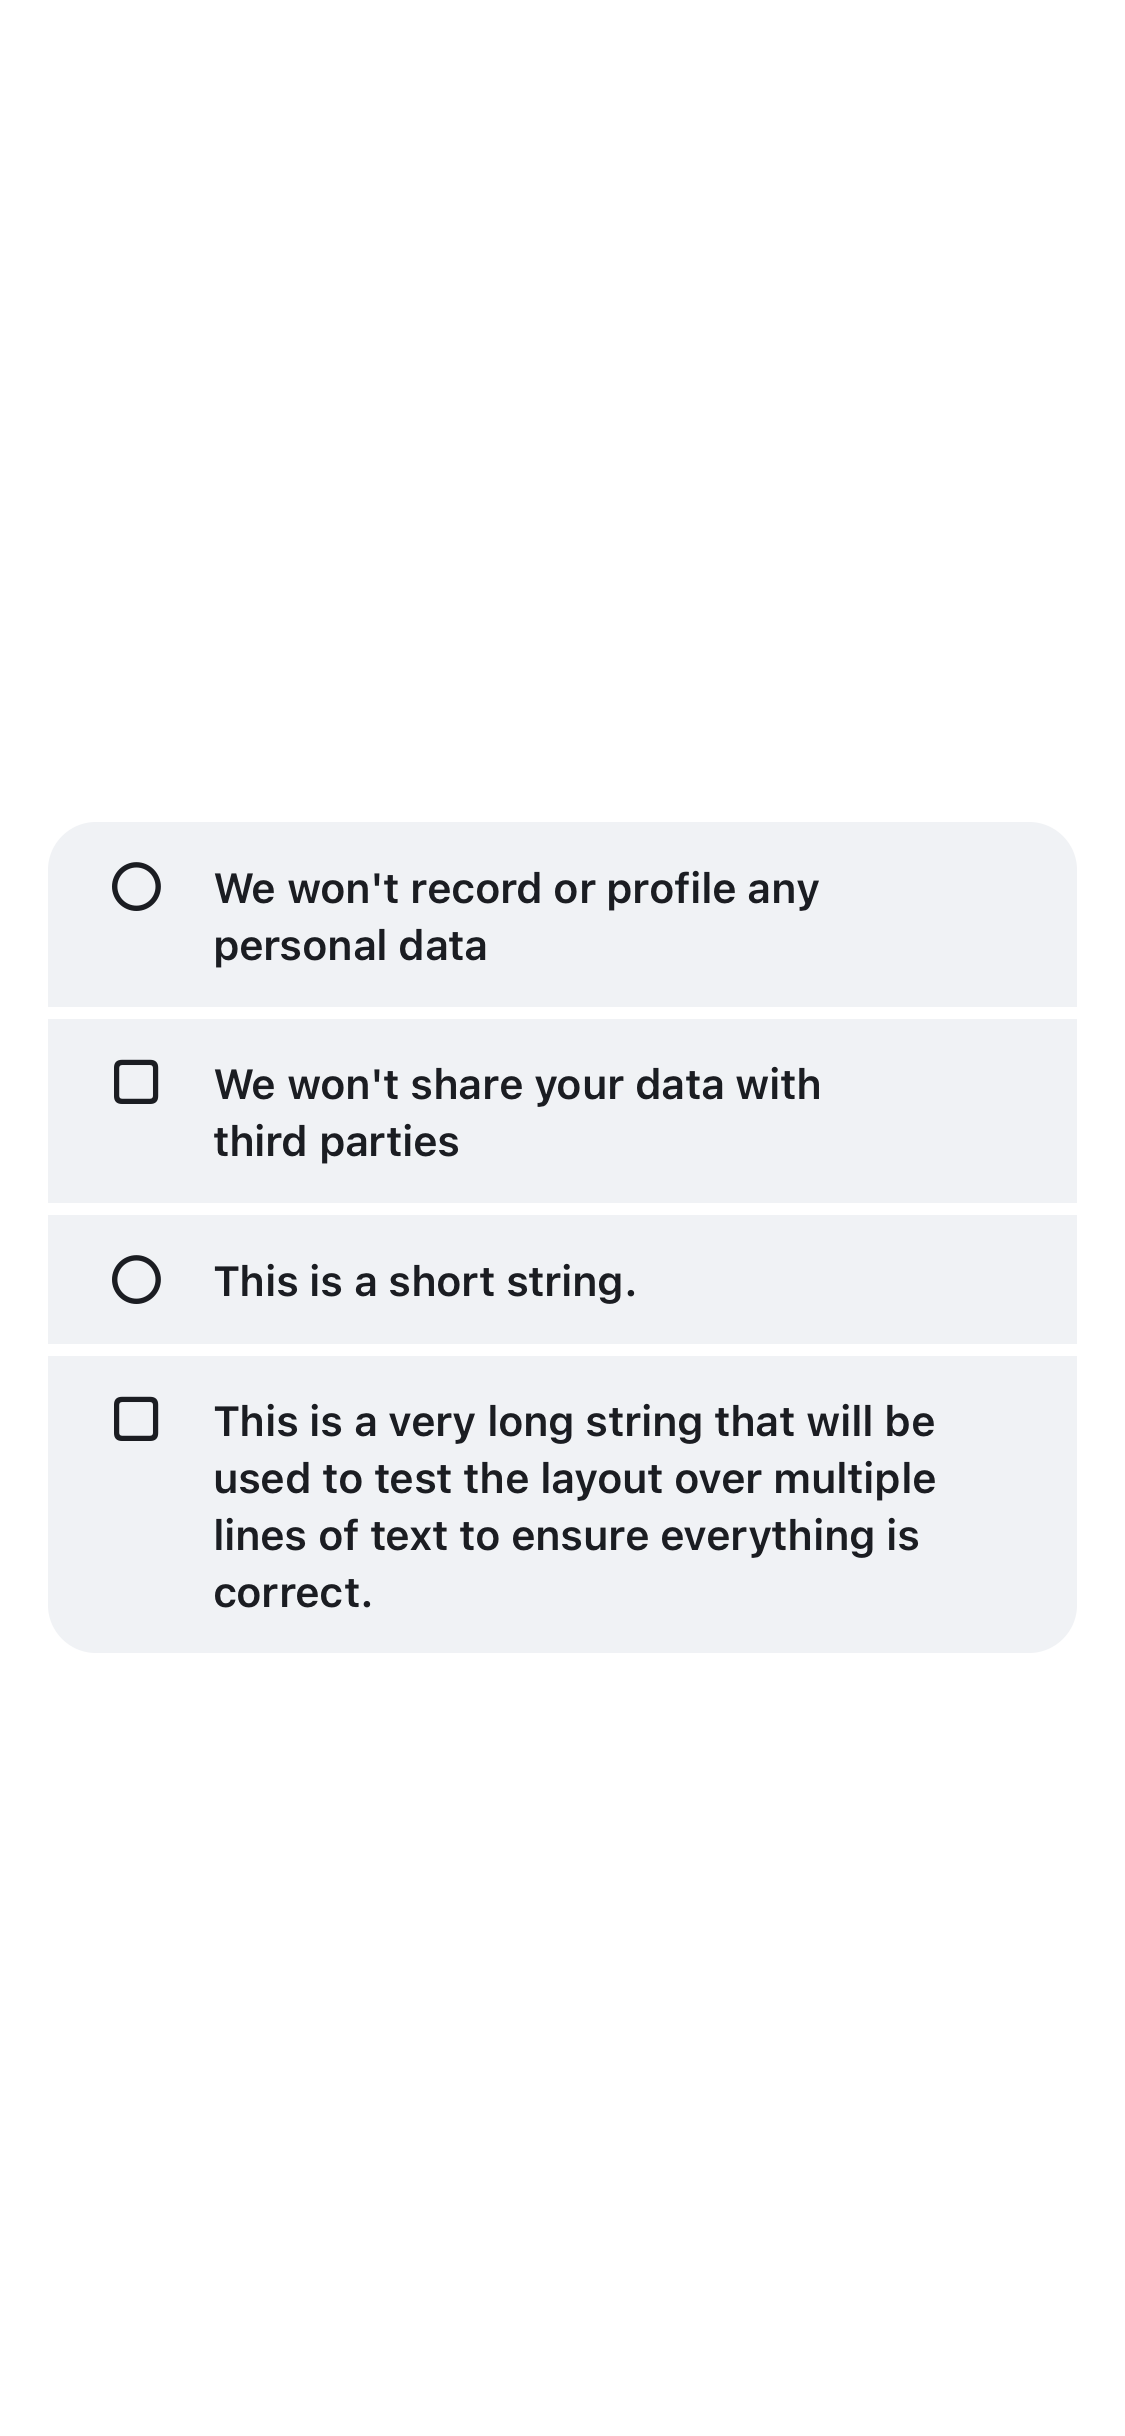 We won't record or profile any
personal data
We won't share your data with
third parties
This is a short string.
This is a very long string that will be
used to test the layout over multiple
lines of text to ensure everything is
correct.